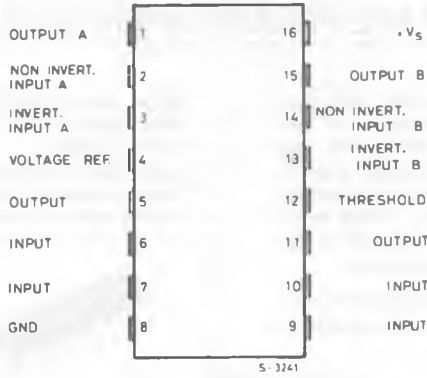 OUTPUT A 1 16 +Vs
NON INVERT.
INPUT A 2 15 OUTPUT B
INVERT.
INPUT A 3 14 NON INVERT.
INPUT B
VOLTAGE REF. 4 13 INVERT.
INPUT B
OUTPUT 5 12 THRESHOLD
INPUT 6 11 OUTPUT
INPUT 7 10 INPUT
GND 8 9 INPUT
S-3241